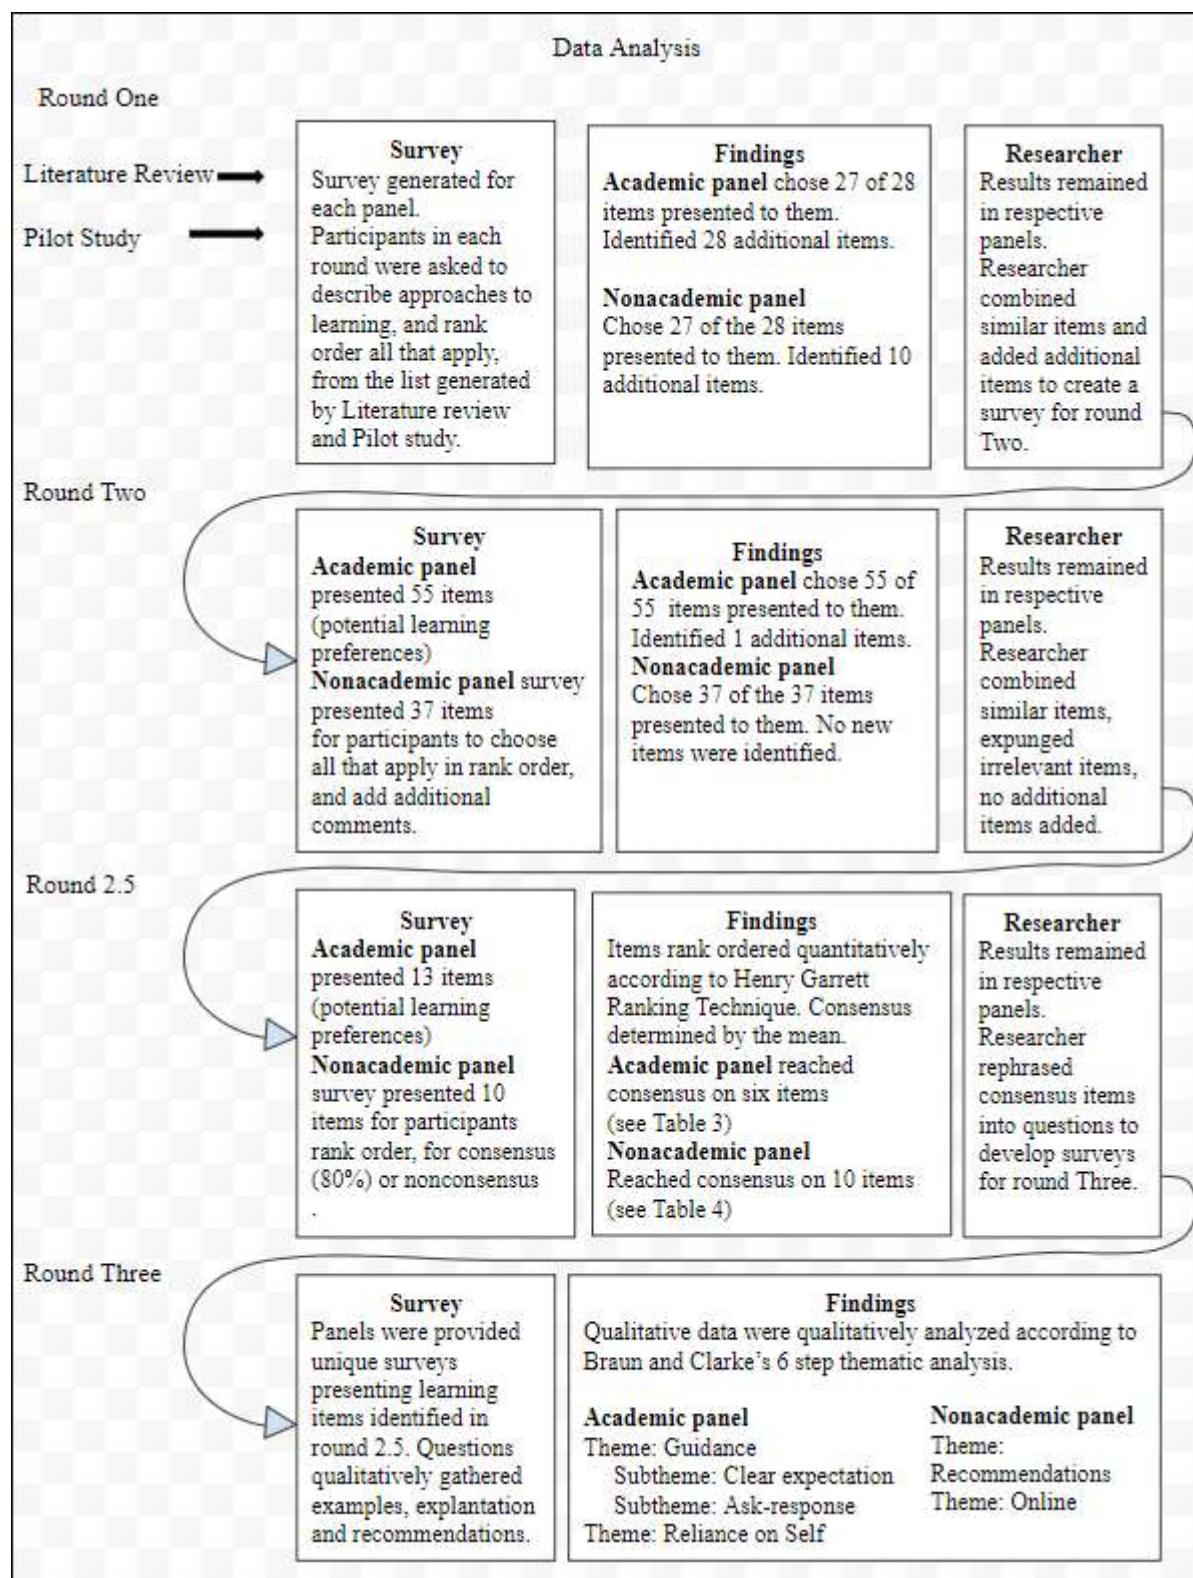 Data Analysis
Round One
Literature Review
Pilot Study
Survey
Survey generated for
each panel.
Participants in each
round were asked to
describe approaches to
learning, and rank
order all that apply,
from the list generated
by Literature review
and Pilot study.
Findings
Academic panel chose 27 of 28
items presented to them.
Identified 28 additional items.
Nonacademic panel
Chose 27 of the 28 items
presented to them. Identified 10
additional items.
Researcher
Results remained
in respective
panels.
Researcher
combined
similar items and
added additional
items to create a
survey for round
Two.
Round Two
Survey
Academic panel
presented 55 items
(potential learning
preferences)
Nonacademic panel survey
presented 37 items
for participants to choose
all that apply in rank order,
and add additional
comments.
Findings
Academic panel chose 55 of
55 items presented to them.
Identified 1 additional items.
Nonacademic panel
Chose 37 of the 37 items
presented to them. No new
items were identified.
Researcher
Results remained
in respective
panels.
Researcher
combined
similar items,
expunged
irrelevant items,
no additional
items added.
Round 2.5
Survey
Academic panel
presented 13 items
(potential learning
preferences)
Nonacademic panel
survey presented 10
items for participants
rank order, for consensus
(80%) or nonconsensus
.
Findings
Items rank ordered quantitatively
according to Henry Garrett
Ranking Technique. Consensus
determined by the mean.
Academic panel reached
consensus on six items
(see Table 3)
Nonacademic panel
Reached consensus on 10 items
(see Table 4)
Researcher
Results remained
in respective
panels.
Researcher
rephrased
consensus items
into questions to
develop surveys
for round Three.
Round Three
Survey
Panels were provided
unique surveys
presenting learning
items identified in
round 2.5. Questions
qualitatively gathered
examples, explantation
and recommendations.
Findings
Qualitative data were qualitatively analyzed according to
Braun and Clarke's 6 step thematic analysis.
Academic panel
Theme: Guidance
Subtheme: Clear expectation
Subtheme: Ask-response
Theme: Reliance on Self
Nonacademic panel
Theme:
Recommendations
Theme: Online